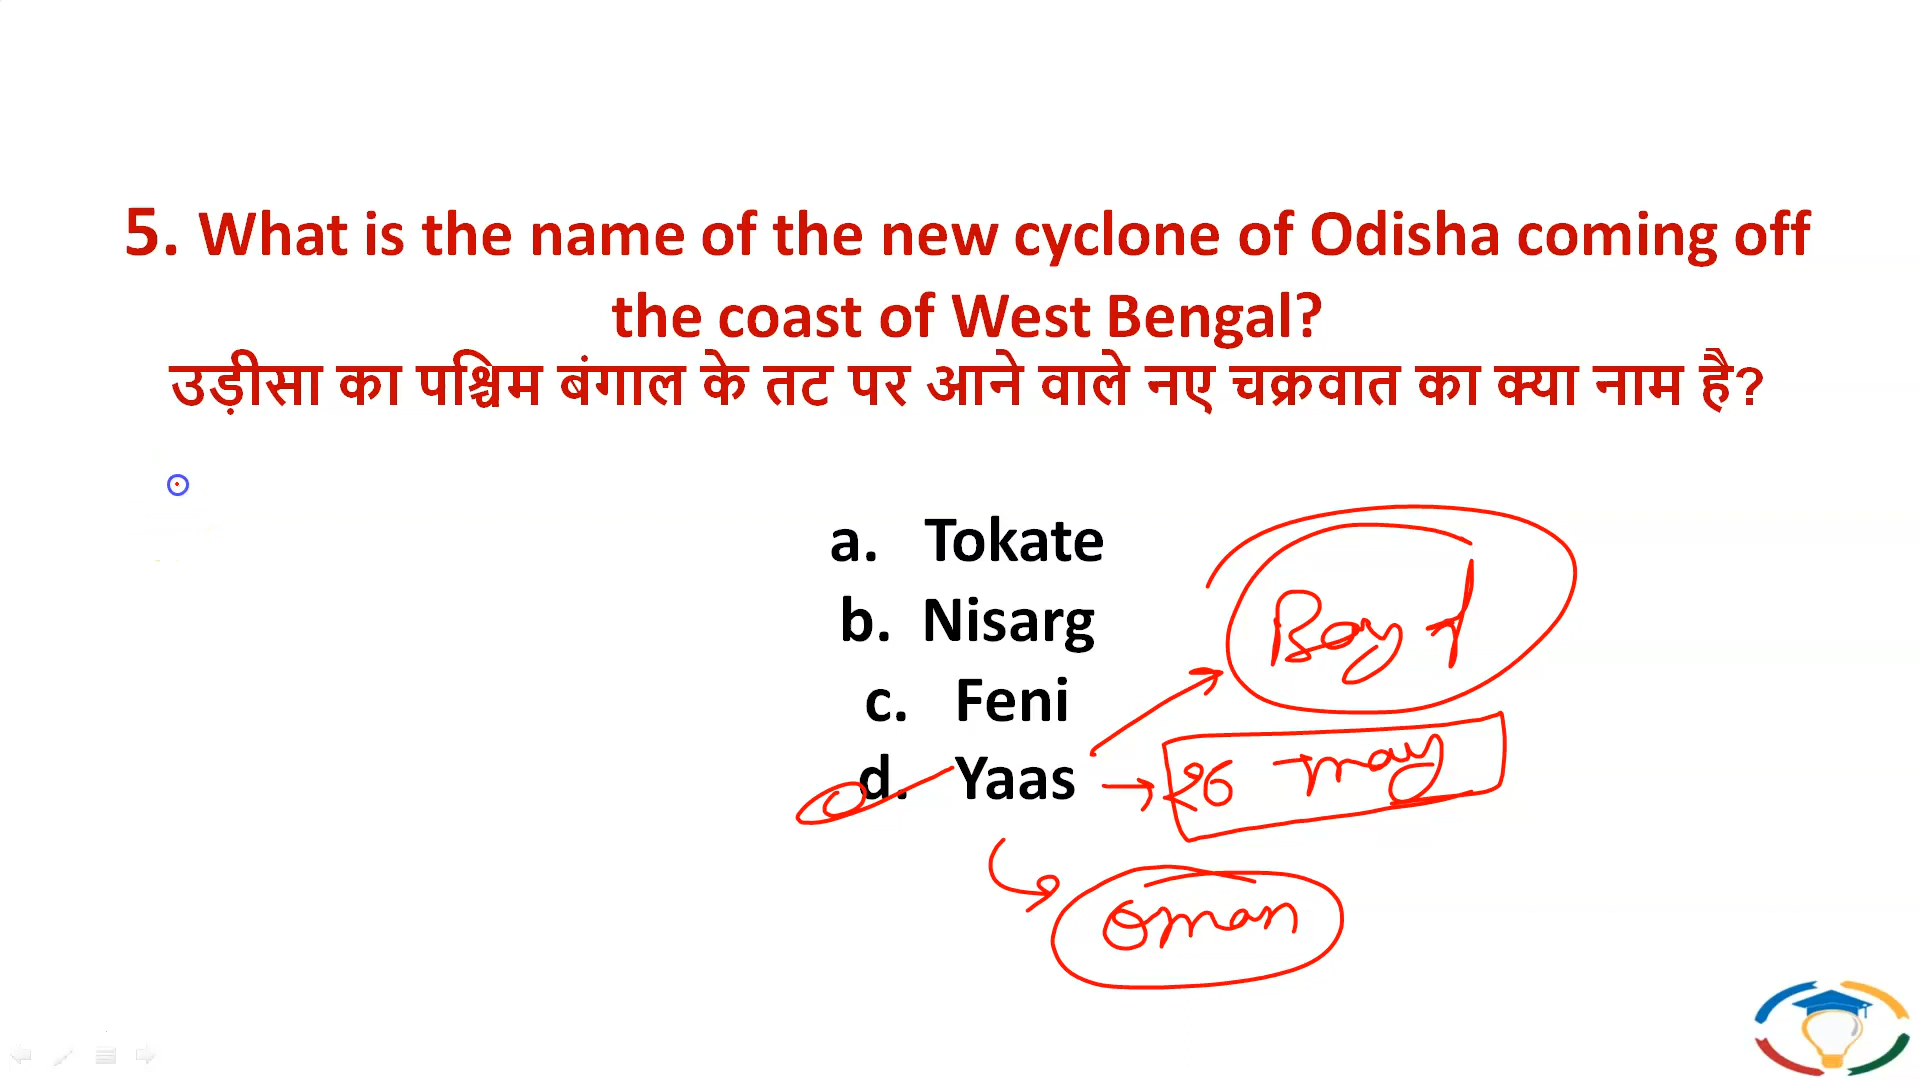 5. What is the name of the new cyclone of Odisha coming off
the coast of West Bengal?
उड़ीसा का पश्चिम बंगाल के तट पर आने वाले नए चक्रवात का क्या नाम है?
a. Tokate
b. Nisarg
c. Feni
d. Yaas
Bay of
26 may
oman